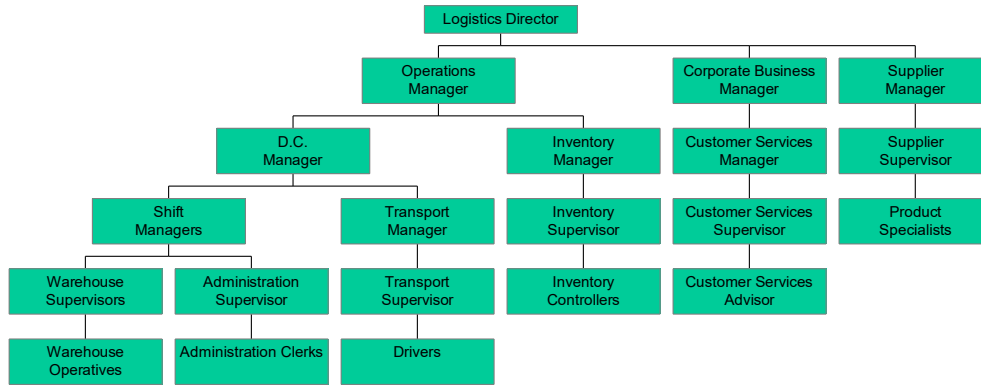 Logistics Director
Operations
Manager
Corporate Business
Manager
Supplier
Manager
D.C.
Manager
Inventory
Manager
Customer Services
Manager
Supplier
Supervisor
Shift
Managers
Transport
Manager
Inventory
Supervisor
Customer Services
Supervisor
Product
Specialists
Warehouse
Supervisors
Administration
Supervisor
Transport
Supervisor
Inventory
Controllers
Customer Services
Advisor
Warehouse
Operatives
Administration Clerks
Drivers